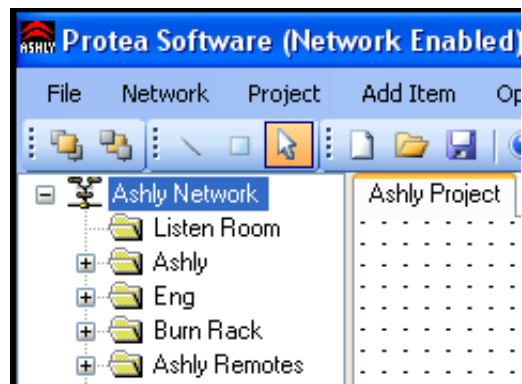 ASHLY Protea Software (Network Enabled)
File Network Project Add Item Op
Ashly Network
Ashly Project
Listen Room
Ashly
Eng
Burn Rack
Ashly Remotes